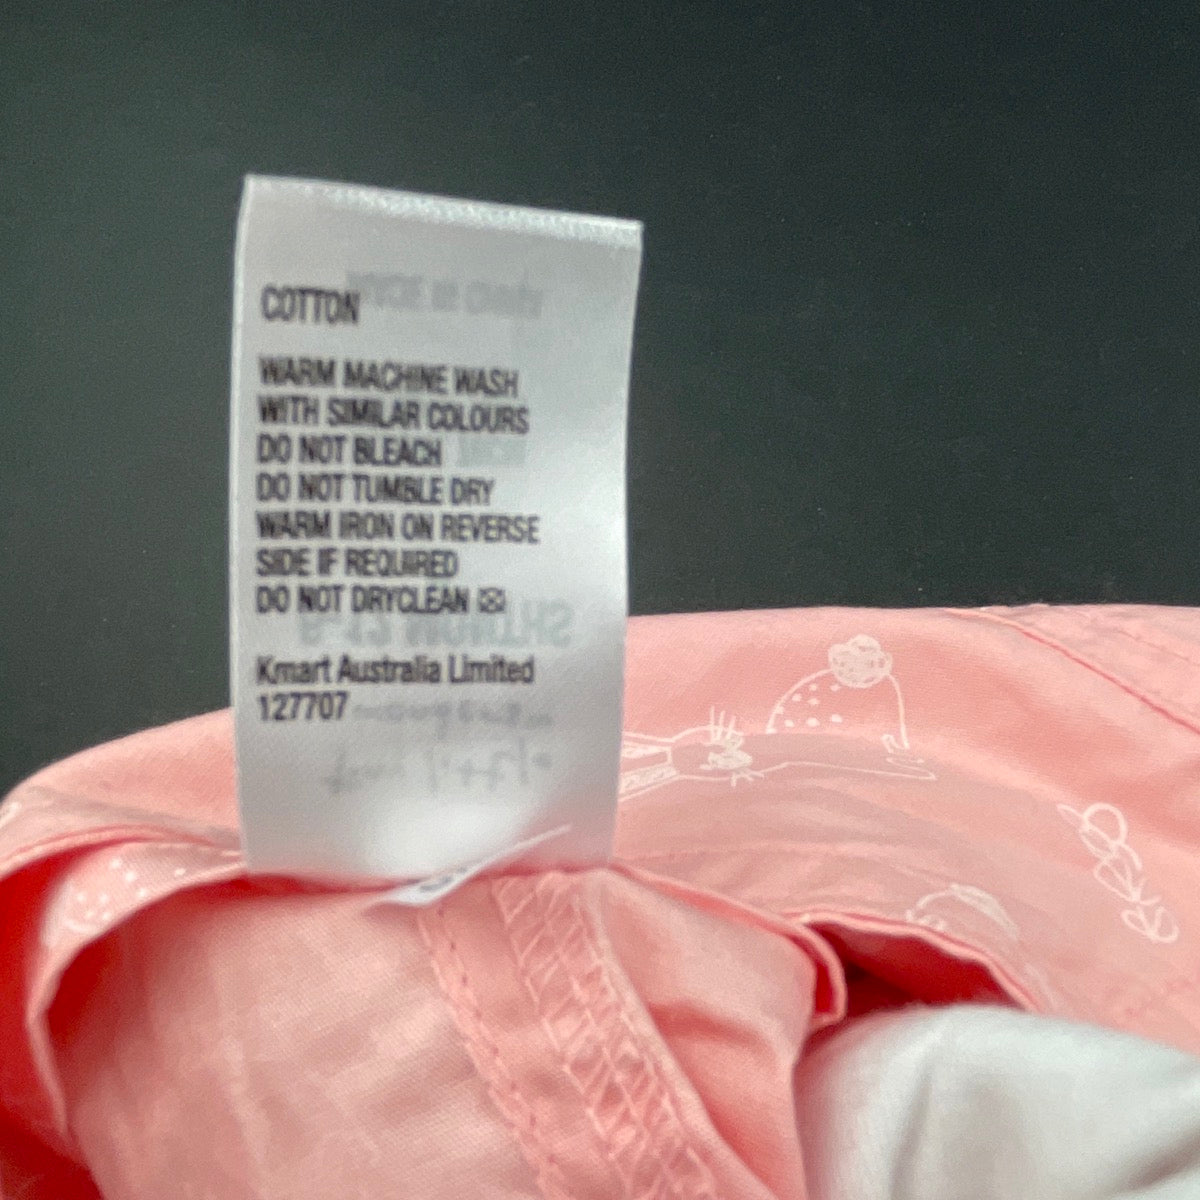 COTTON
WARM MACHINE WASH
WITH SIMILAR COLOURS
DO NOT BLEACH
DO NOT TUMBLE DRY
WARM IRON ON REVERSE
SIDE IF REQUIRED
DO NOT DRYCLEAN
Kmart Australia Limited
127707